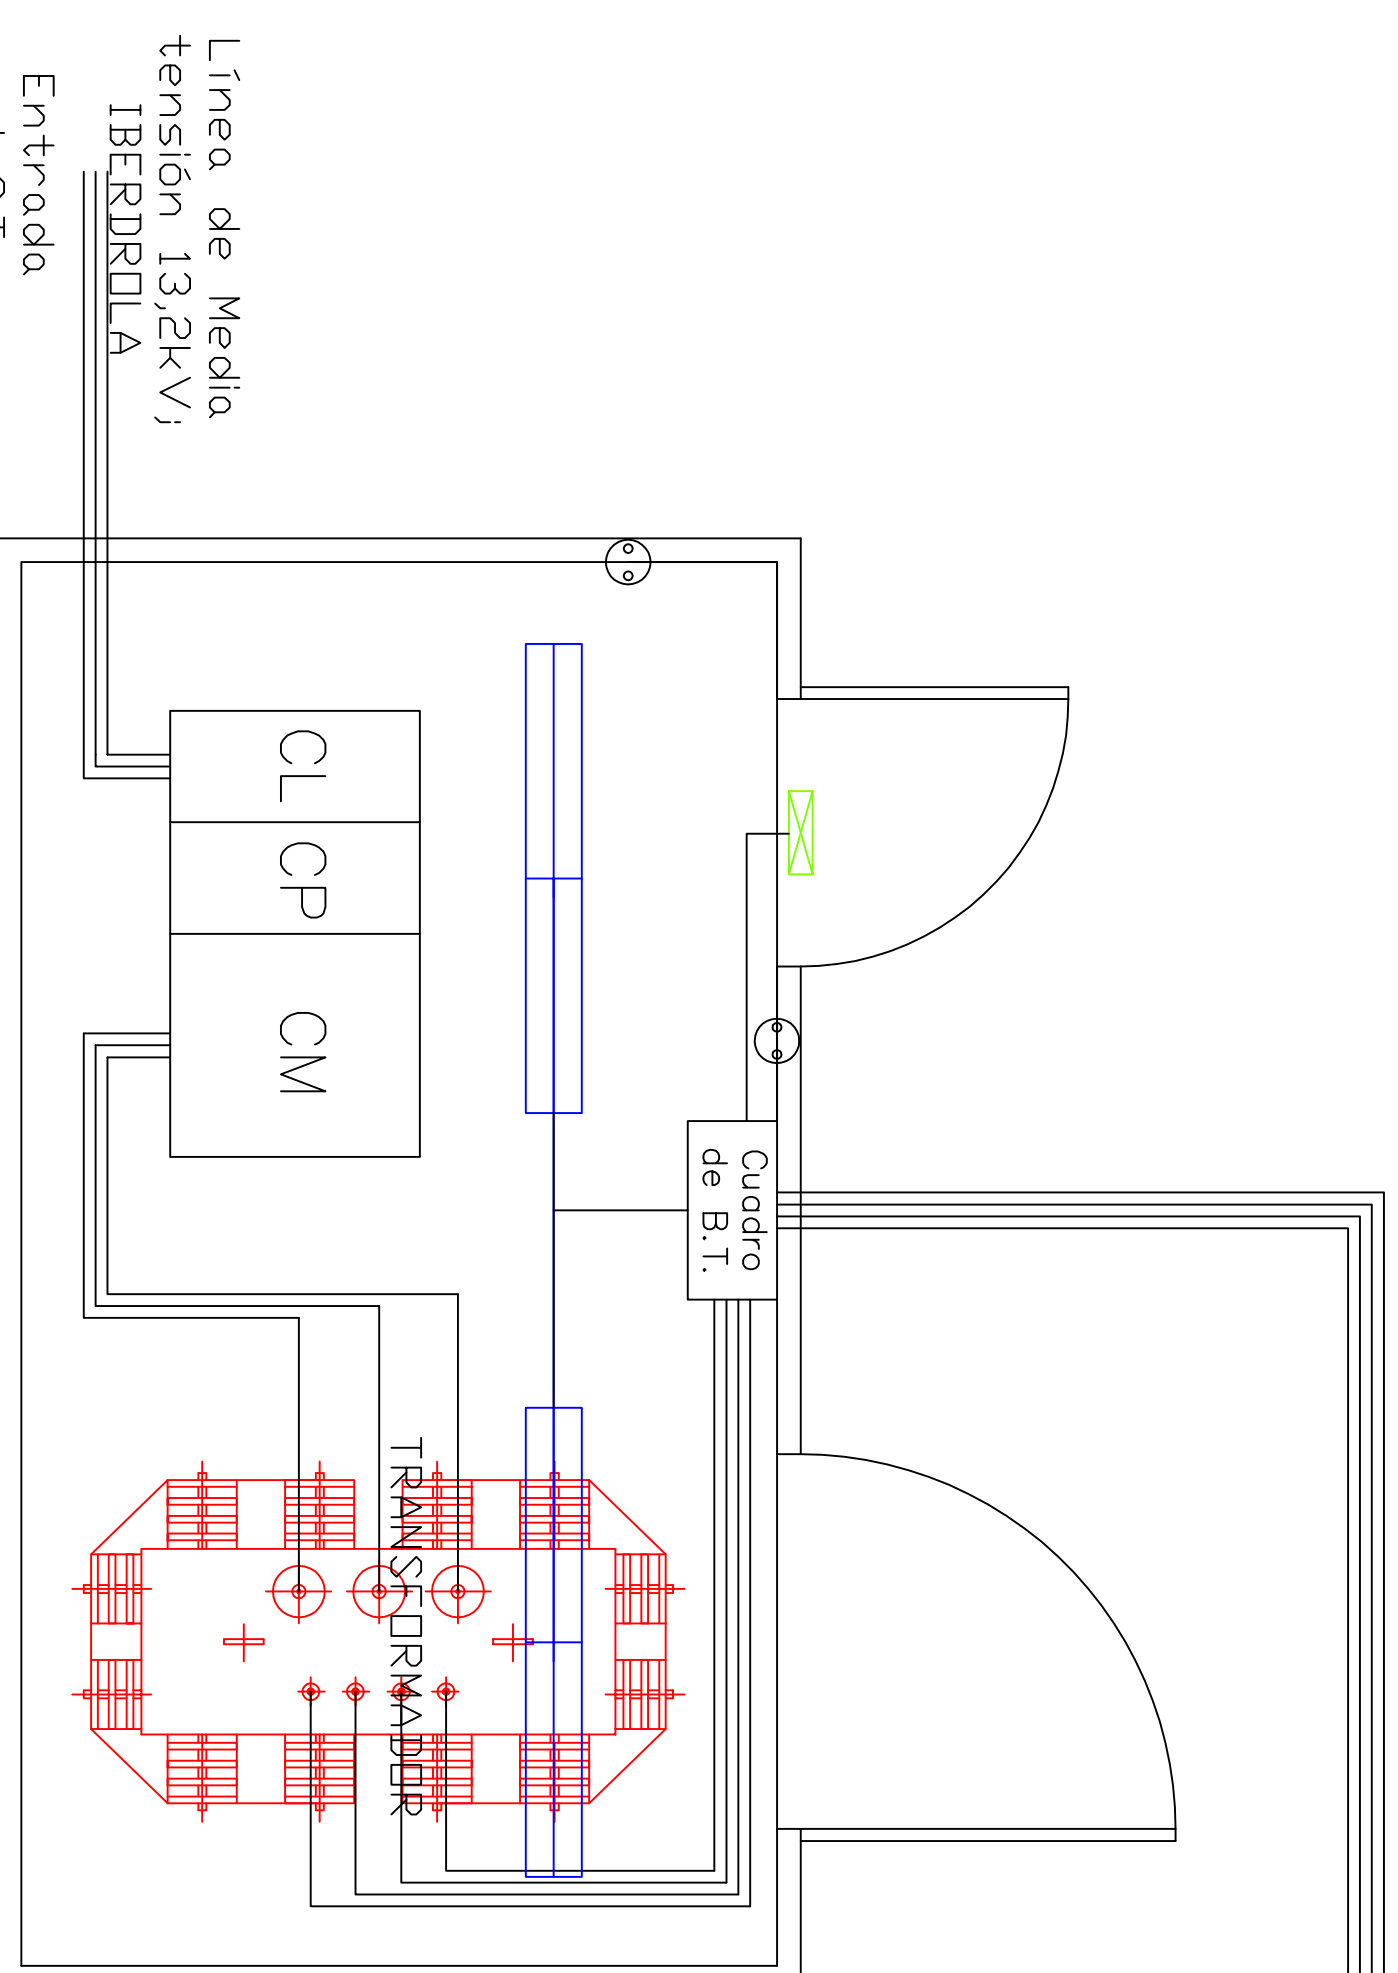 Línea de Media
tensión 13,2kV;
IBERDROLA
Entrada
CL
CP
CM
Cuadro
de B.T.
TRANSFORMADOR